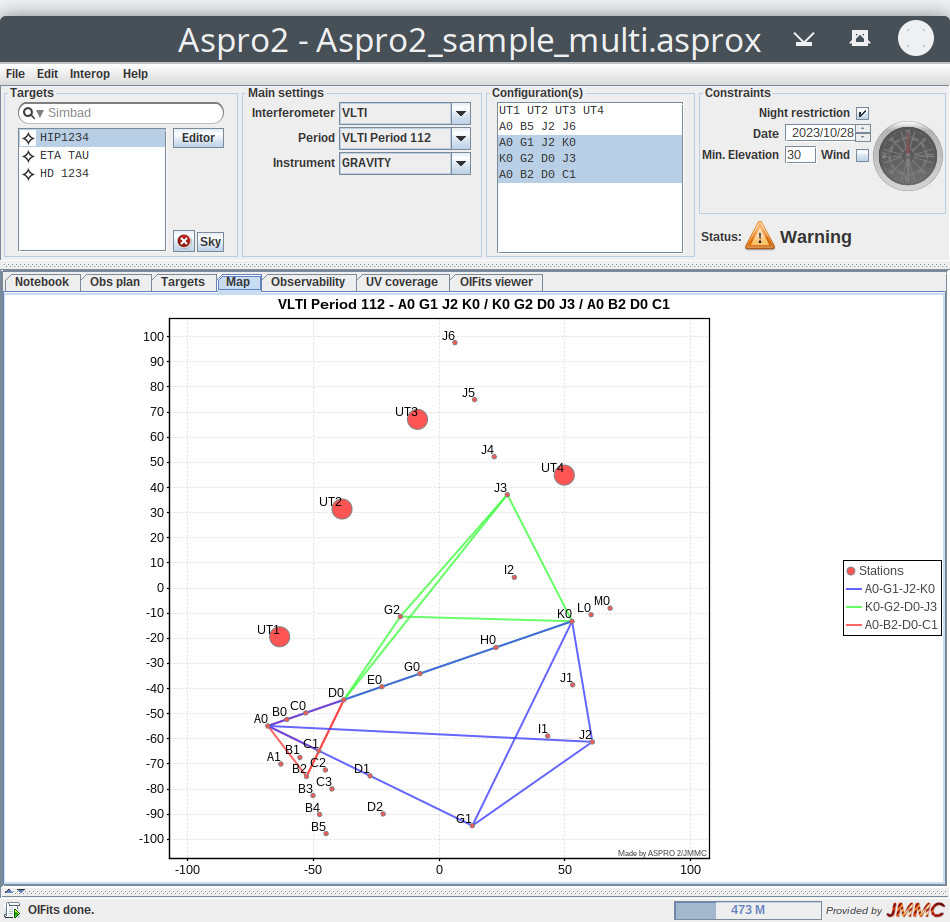 Aspro2 - Aspro2_sample_multi.asprox
File Edit Interop Help
Targets
Simbad
HIP1234
ETA TAU
HD 1234
Editor
Sky
Main settings
Interferometer VLTI
Period VLTI Period 112
Instrument GRAVITY
Configuration(s)
UT1 UT2 UT3 UT4
A0 B5 J2 J6
A0 G1 J2 K0
K0 G2 D0 J3
A0 B2 D0 C1
Constraints
Night restriction
Date 2023/10/28
Min. Elevation 30 Wind
Status: Warning
Notebook Obs plan Targets Map Observability UV coverage OIFits viewer
VLTI Period 112 - A0 G1 J2 K0 / K0 G2 D0 J3 / A0 B2 D0 C1
100
90
80
70
60
50
40
30
20
10
0
-10
-20
-30
-40
-50
-60
-70
-80
-90
-100
J6
J5
UT3
J4
UT4
J3
UT2
I2
M0
L0
K0
G2
UT1
H0
G0
J1
E0
D0
C0
B0
A0
I1
J2
C1
B1
A1
C2
B2
D1
C3
B3
D2
B4
G1
B5
Made by ASPRO 2/JMMC
-100 -50 0 50 100
Stations
A0-G1-J2-K0
K0-G2-D0-J3
A0-B2-D0-C1
OIFits done.
473 M
Provided by JMMC